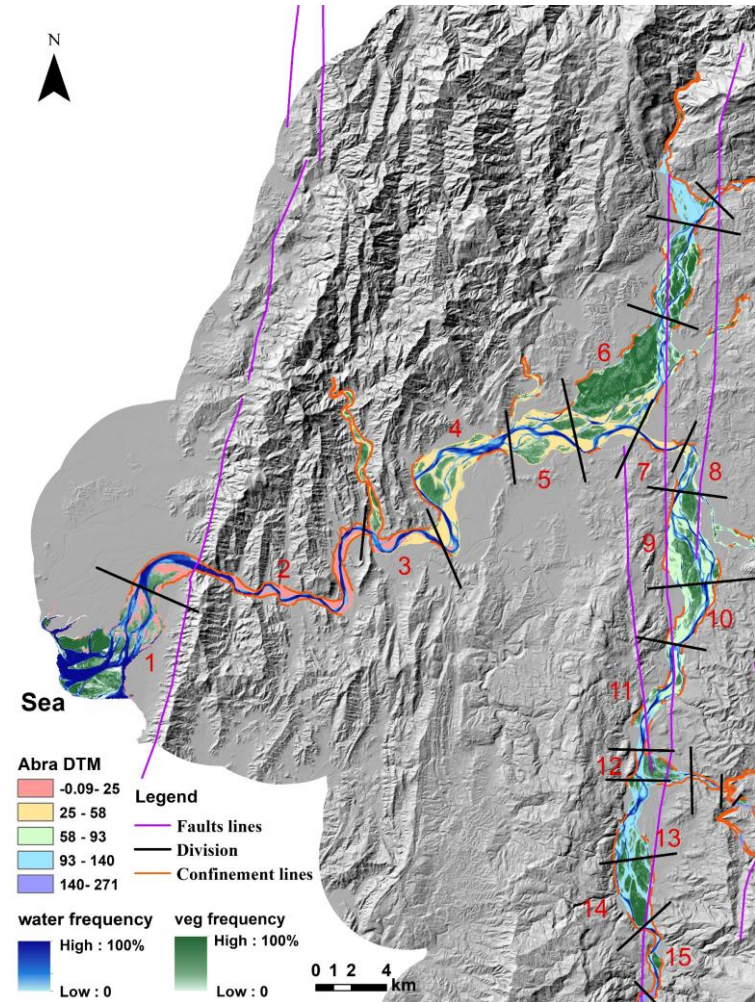 N
6
4
5
7
8
9
2
3
10
1
Sea
11
12
13
14
15
Abra DTM
-0.09- 25
25 - 58
58 - 93
93 - 140
140- 271
Legend
Faults lines
Division
Confinement lines
water frequency
High : 100%
Low : 0
veg frequency
High : 100%
Low : 0
0 1 2 4
km